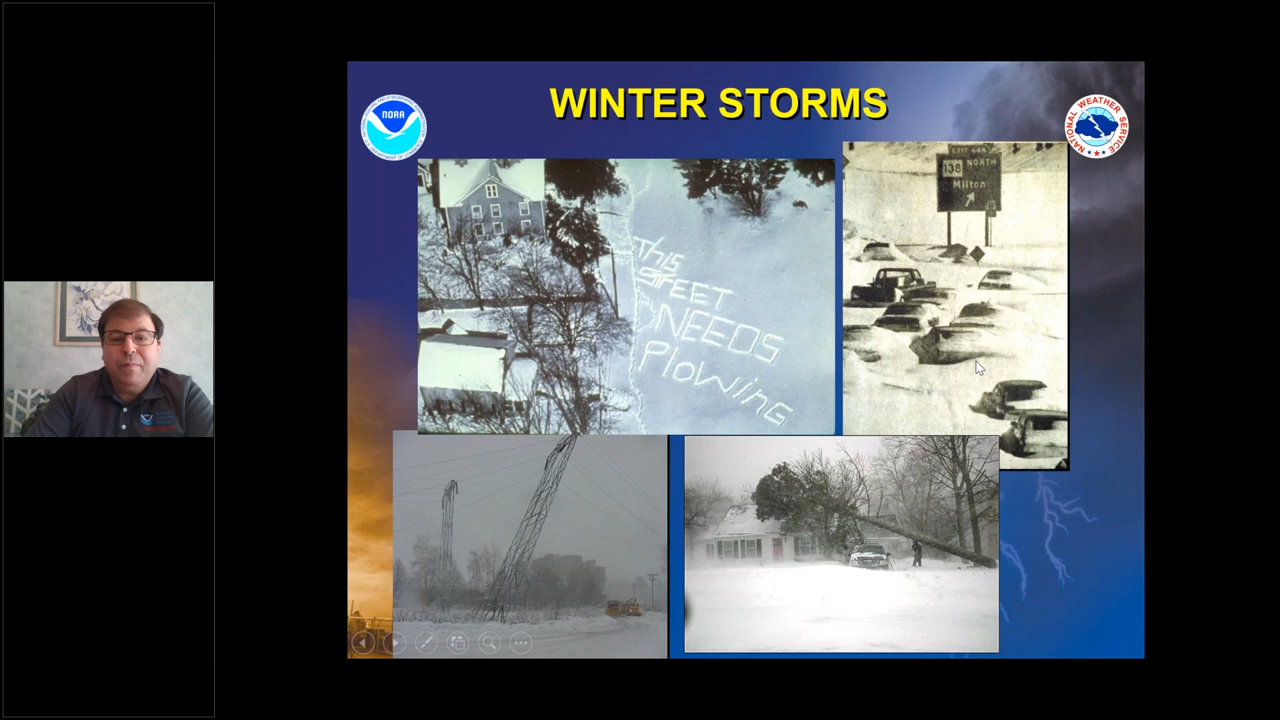 WINTER STORMS
NOAA
NATIONAL WEATHER SERVICE
138
NORTH
Milton
This
STREET
NEEDS
PlowiNG